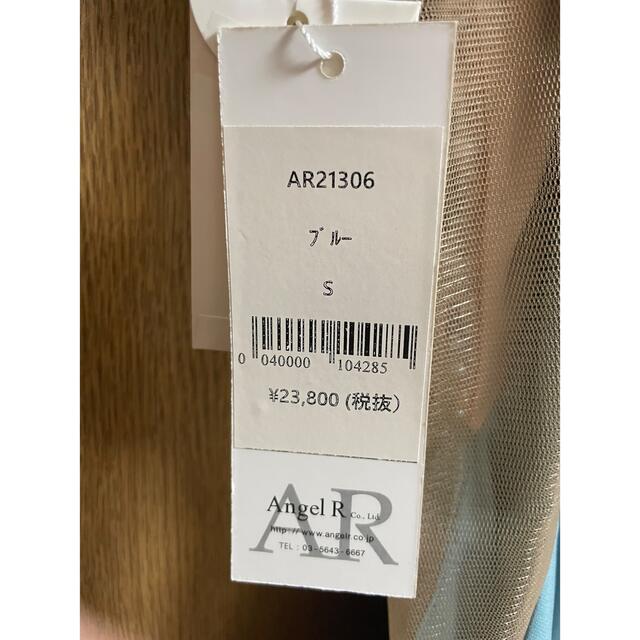 AR21306
ﾌﾞﾙｰ
S
0 040000 104285
¥23,800 (税抜)
AR
Angel R Co., Ltd.
http://www.angelr.co.jp
TEL : 03-5643-6667